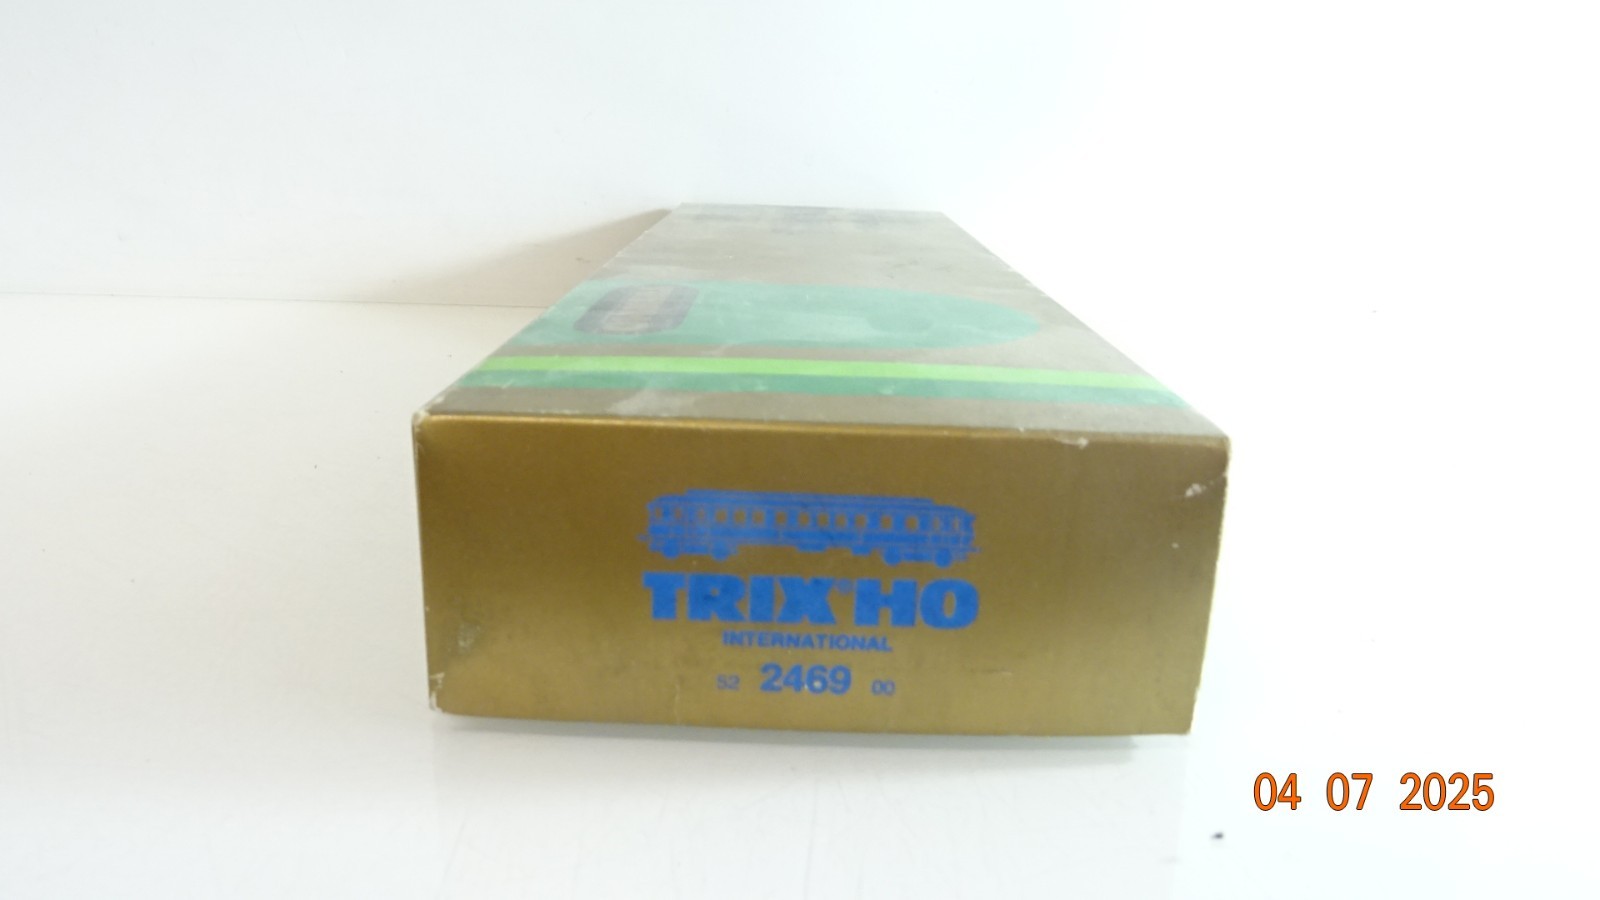 TRIX® HO
INTERNATIONAL
52 2469 00
04 07 2025